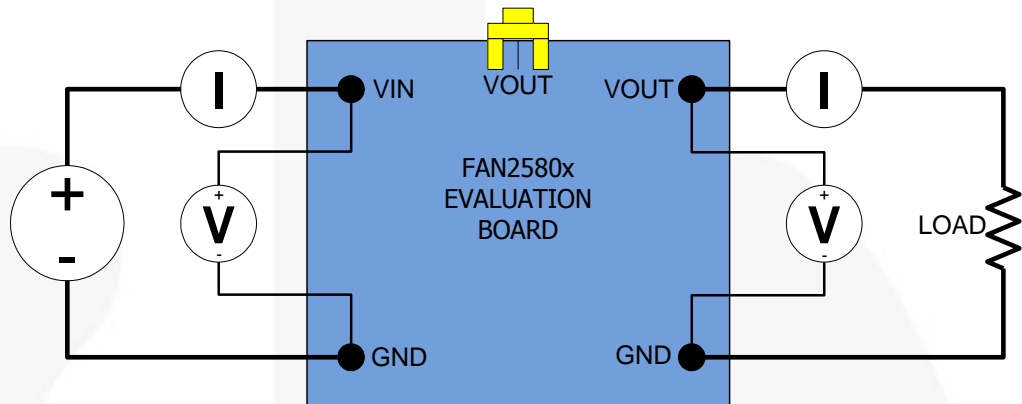 I
VIN
VOUT
VOUT
I
+
-
+
V
-
FAN2580x
EVALUATION
BOARD
+
V
-
LOAD
GND
GND